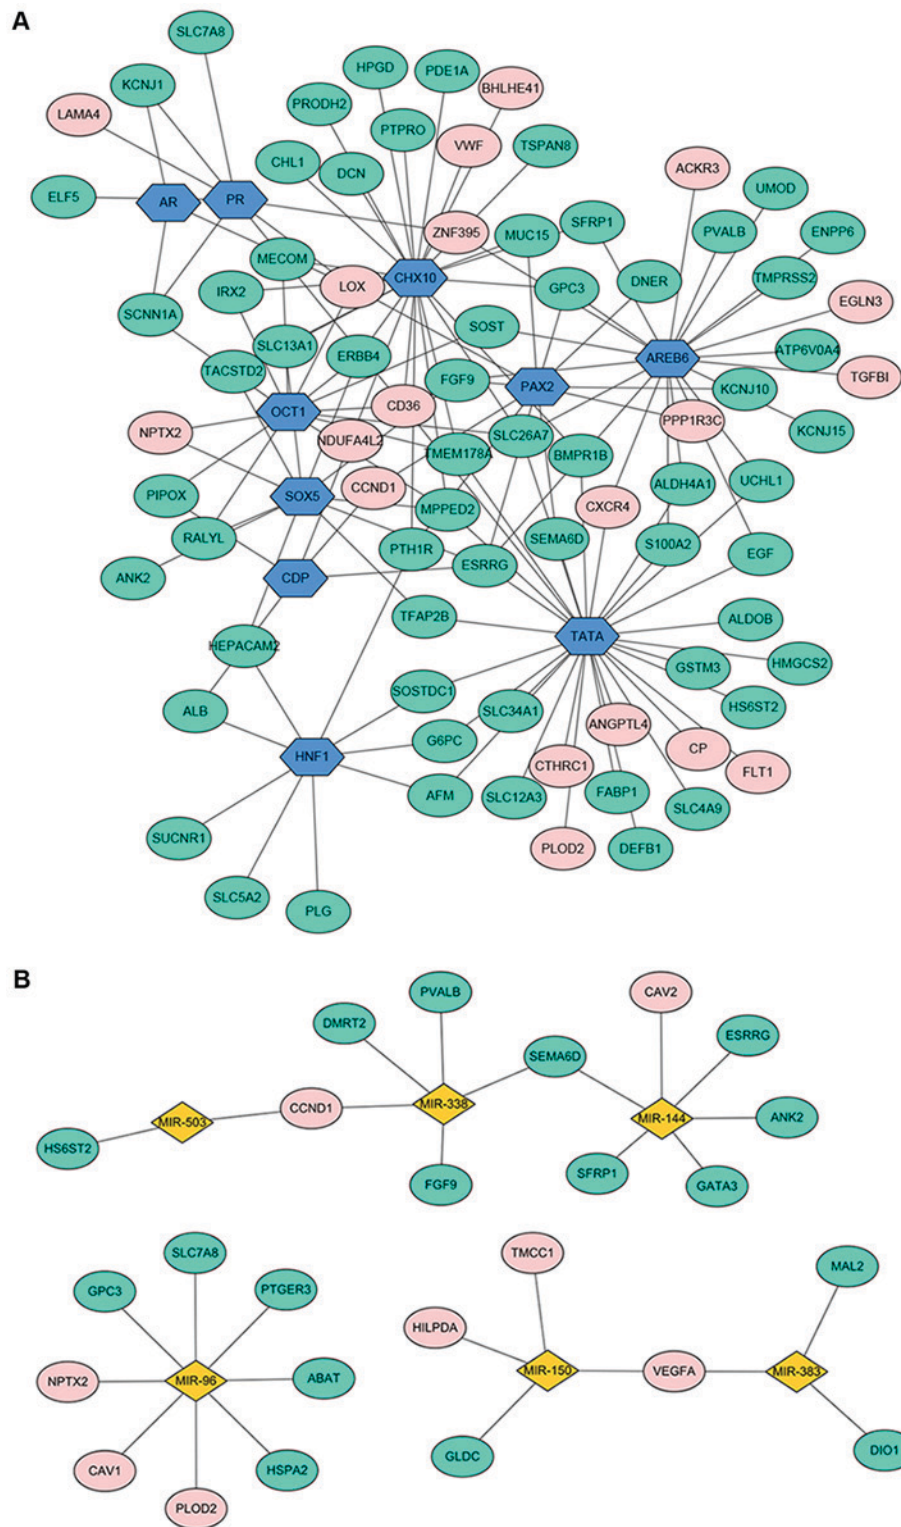 A
SLC7A8
KCNJ1
HPGD
PDE1A
BHLHE41
LAMA4
PRODH2
PTPRO
VWF
TSPAN8
CHL1
DCN
ACKR3
ELF5
AR
PR
UMOD
ZNF395
MUC15
SFRP1
PVALB
ENPP6
MECOM
CHX10
IRX2
LOX
GPC3
DNER
TMPRSS2
EGLN3
SCNN1A
SLC13A1
ERBB4
SOST
AREB6
ATP6V0A4
TACSTD2
FGF9
PAX2
TGFBI
KCNJ10
OCT1
CD36
PPP1R3C
NPTX2
NDUFA4L2
SLC26A7
KCNJ15
TMEM178A
BMPR1B
PIPOX
SOX5
CCND1
ALDH4A1
UCHL1
MPPED2
CXCR4
RALYL
SEMA6D
S100A2
EGF
ANK2
CDP
PTH1R
ESRRG
TFAP2B
ALDOB
HEPACAM2
TATA
GSTM3
HMGCS2
ALB
SOSTDC1
SLC34A1
HS6ST2
ANGPTL4
HNF1
G6PC
CP
CTHRC1
FLT1
AFM
SLC12A3
FABP1
SLC4A9
SUCNR1
PLOD2
DEFB1
SLC5A2
PLG
B
PVALB
CAV2
DMRT2
ESRRG
SEMA6D
CCND1
MIR-338
MIR-503
MIR-144
ANK2
HS6ST2
SFRP1
FGF9
GATA3
SLC7A8
TMCC1
GPC3
PTGER3
MAL2
HILPDA
NPTX2
MIR-96
ABAT
MIR-150
VEGFA
MIR-383
GLDC
DIO1
CAV1
HSPA2
PLOD2